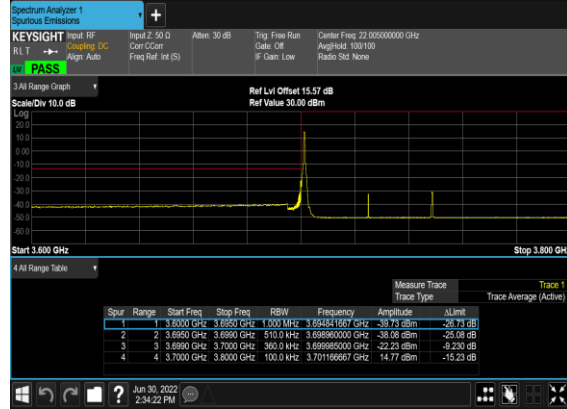 Spectrum Analyzer 1
Spurious Emissions
+
KEYSIGHT Input: RF Input Z: 50 Ω Atten: 30 dB Trig: Free Run Center Freq: 22.005000000 GHz
RLT Coupling: DC Corr CCorr Gate: Off Avg|Hold: 100/100
Align: Auto Freq Ref: Int (S) IF Gain: Low Radio Std: None
PASS
3 All Range Graph
Ref Lvl Offset 15.57 dB
Scale/Div 10.0 dB Ref Value 30.00 dBm
Log
20.0
10.0
0.00
-10.0
-20.0
-30.0
-40.0
-50.0
-60.0
Start 3.600 GHz Stop 3.800 GHz
4 All Range Table
Measure Trace Trace 1
Trace Type Trace Average (Active)
Spur Range Start Freq Stop Freq RBW Frequency Amplitude ΔLimit
1 1 3.6000 GHz 3.6950 GHz 1.000 MHz 3.694841667 GHz -39.73 dBm -26.73 dB
2 2 3.6950 GHz 3.6990 GHz 510.0 kHz 3.698960000 GHz -38.08 dBm -25.08 dB
3 3 3.6990 GHz 3.7000 GHz 360.0 kHz 3.699985000 GHz -22.23 dBm -9.230 dB
4 4 3.7000 GHz 3.8000 GHz 100.0 kHz 3.701166667 GHz 14.77 dBm -15.23 dB
? Jun 30, 2022
2:34:22 PM